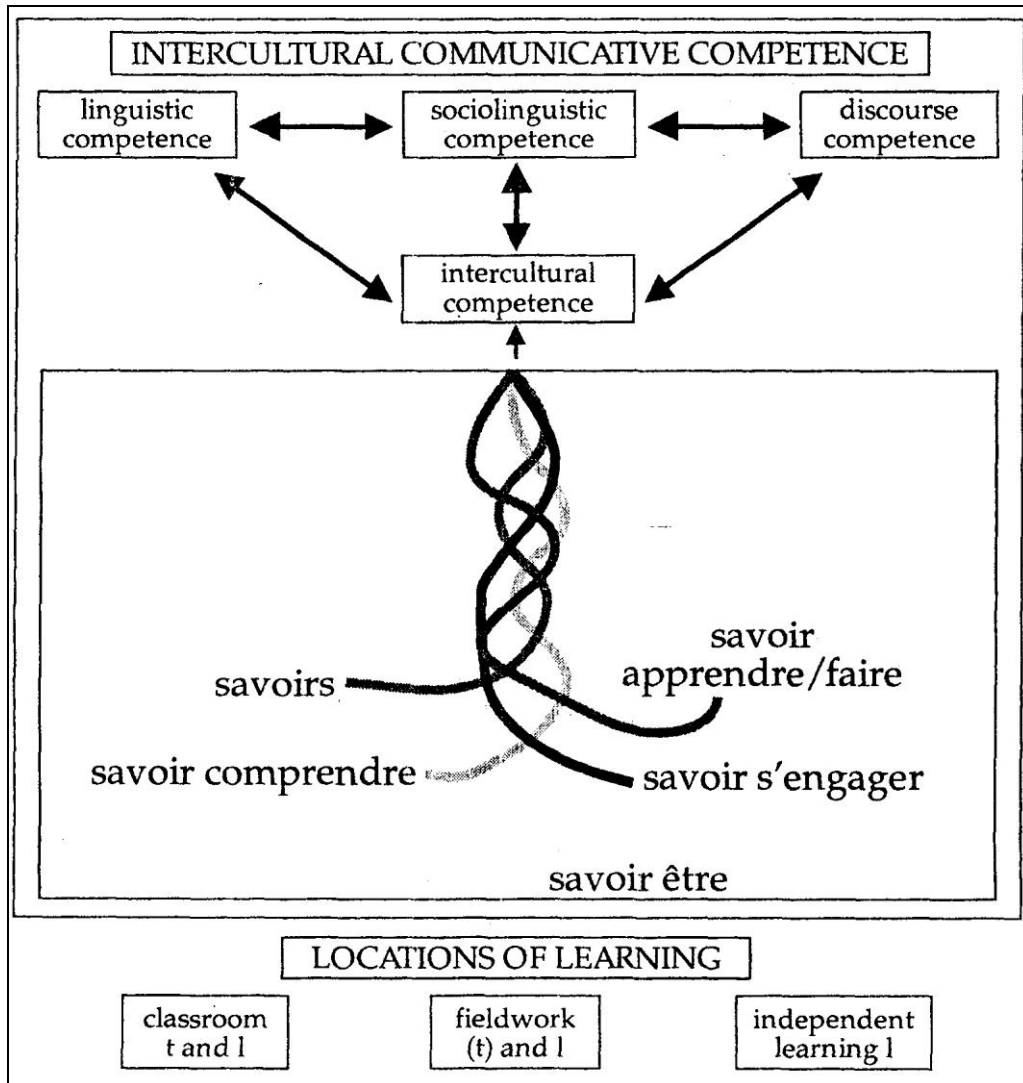 INTERCULTURAL COMMUNICATIVE COMPETENCE
linguistic
competence
sociolinguistic
competence
discourse
competence
intercultural
competence
savoirs
savoir
apprendre/faire
savoir comprendre
savoir s'engager
savoir être
LOCATIONS OF LEARNING
classroom
t and l
fieldwork
(t) and l
independent
learning l